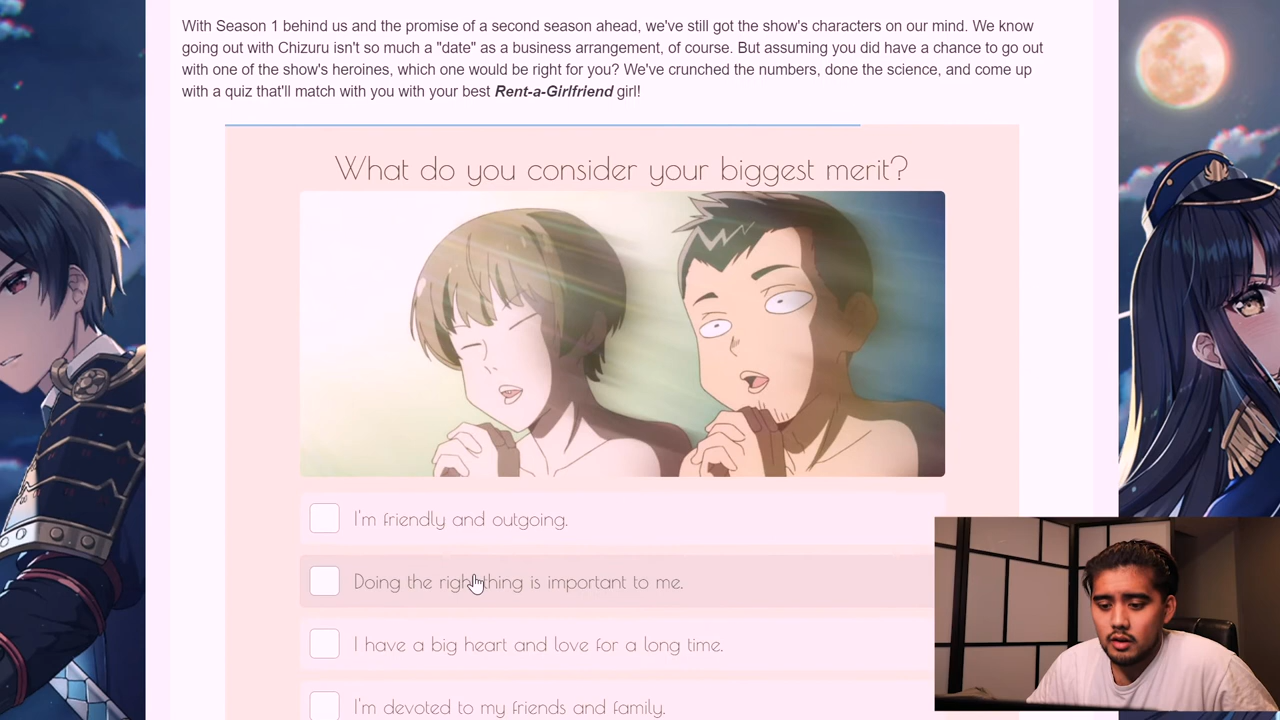 With Season 1 behind us and the promise of a second season ahead, we've still got the show's characters on our mind. We know
going out with Chizuru isn't so much a "date" as a business arrangement, of course. But assuming you did have a chance to go out
with one of the show's heroines, which one would be right for you? We've crunched the numbers, done the science, and come up
with a quiz that'll match with you with your best Rent-a-Girlfriend girl!
What do you consider your biggest merit?
I'm friendly and outgoing.
Doing the right thing is important to me.
I have a big heart and love for a long time.
I'm devoted to my friends and family.